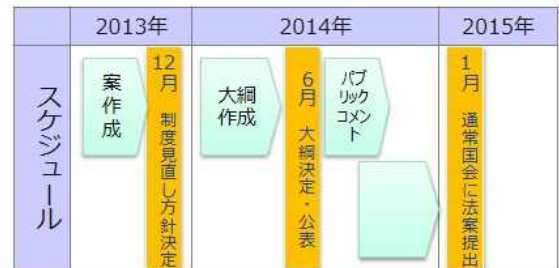 2013年
2014年
2015年
スケジュール
案作成
12月 制度見直し方針決定
大綱
作成
6月 大綱決定・公表
パブ
リック
コメン
ト
1月 通常国会に法案提出